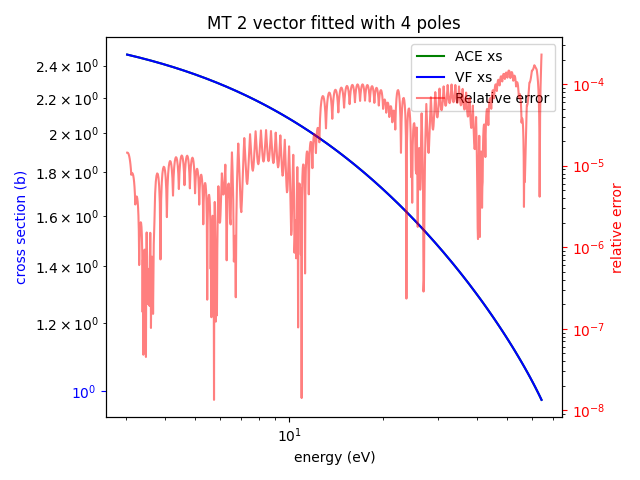 MT 2 vector fitted with 4 poles
ACE xs
VF xs
Relative error
2.4 × 10⁰
2.2 × 10⁰
2 × 10⁰
1.8 × 10⁰
1.6 × 10⁰
1.4 × 10⁰
1.2 × 10⁰
10⁰
cross section (b)
10⁻⁴
10⁻⁵
10⁻⁶
10⁻⁷
10⁻⁸
relative error
10¹
energy (eV)